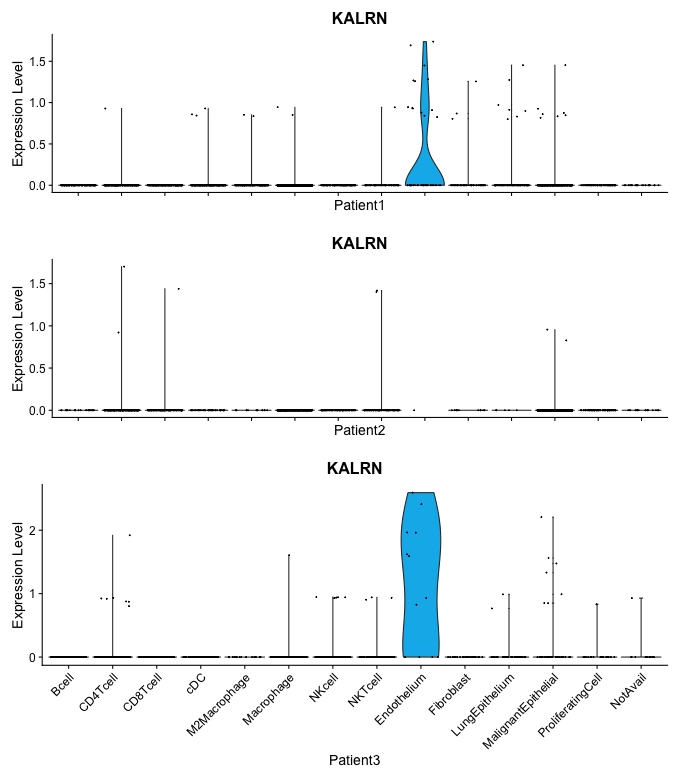 KALRN
Expression Level
1.5
1.0
0.5
0.0
Patient1
KALRN
Expression Level
1.5
1.0
0.5
0.0
Patient2
KALRN
Expression Level
2
1
0
Bcell
CD4Tcell
CD8Tcell
cDC
M2Macrophage
Macrophage
NKcell
NKTcell
Endothelium
Fibroblast
LungEpithelium
MalignantEpithelial
ProliferatingCell
NotAvail
Patient3